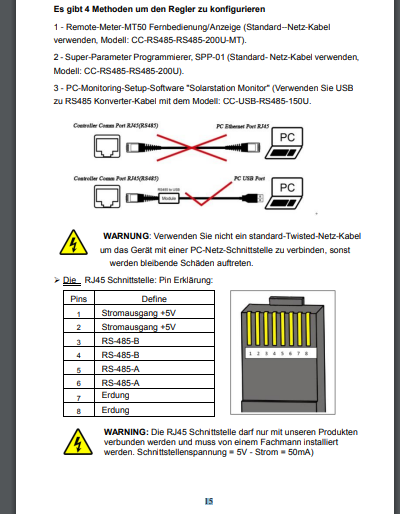 Es gibt 4 Methoden um den Regler zu konfigurieren
1 - Remote-Meter-MT50 Fernbedienung/Anzeige (Standard--Netz-Kabel
verwenden, Modell: CC-RS485-RS485-200U-MT).
2 - Super-Parameter Programmierer, SPP-01 (Standard- Netz-Kabel verwenden,
Modell: CC-RS485-RS485-200U).
3 - PC-Monitoring-Setup-Software "Solarstation Monitor" (Verwenden Sie USB
zu RS485 Konverter-Kabel mit dem Modell: CC-USB-RS485-150U.
Controller Comm Port RJ45(RS485) PC Ethernet Port RJ45
PC
Controller Comm Port RJ45(RS485) PC USB Port
RS485 to USB
Module
PC
WARNUNG: Verwenden Sie nicht ein standard-Twisted-Netz-Kabel
um das Gerät mit einer PC-Netz-Schnittstelle zu verbinden, sonst
werden bleibende Schäden auftreten.
➢ Die RJ45 Schnittstelle: Pin Erklärung:
Pins Define
1 Stromausgang +5V
2 Stromausgang +5V
3 RS-485-B
4 RS-485-B
5 RS-485-A
6 RS-485-A
7 Erdung
8 Erdung
1 2 3 4 5 6 7 8
WARNING: Die RJ45 Schnittstelle darf nur mit unseren Produkten
verbunden werden und muss von einem Fachmann installiert
werden. Schnittstellenspannung = 5V - Strom = 50mA)
15